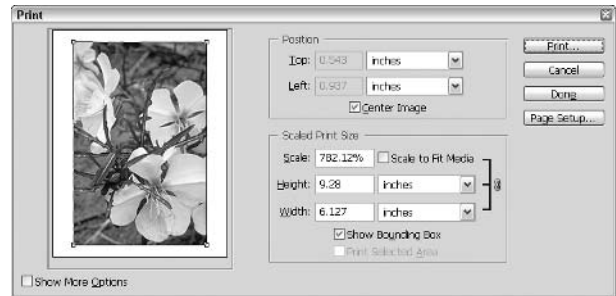 Print
Position
Top: 0.543 inches
Left: 0.937 inches
Center Image
Scaled Print Size
Scale: 782.12% Scale to Fit Media
Height: 9.28 inches
Width: 6.127 inches
Show Bounding Box
Print Selected Area
Show More Options
Print...
Cancel
Done
Page Setup...